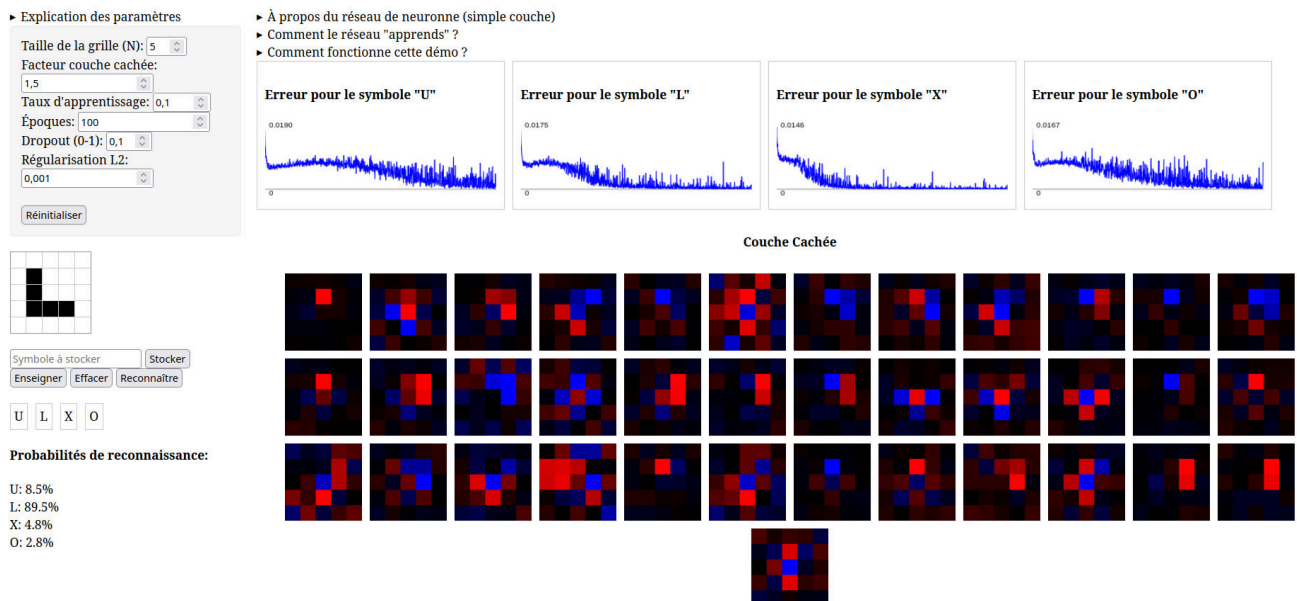 ▸ Explication des paramètres
Taille de la grille (N): 5
Facteur couche cachée:
1,5
Taux d'apprentissage: 0,1
Époques: 100
Dropout (0-1): 0,1
Régularisation L2:
0,001
Réinitialiser
Symbole à stocker Stocker
Enseigner Effacer Reconnaître
U L X O
Probabilités de reconnaissance:
U: 8.5%
L: 89.5%
X: 4.8%
O: 2.8%
▸ À propos du réseau de neuronne (simple couche)
▸ Comment le réseau "apprends" ?
▸ Comment fonctionne cette démo ?
Erreur pour le symbole "U"
0.0190
0
Erreur pour le symbole "L"
0.0175
0
Erreur pour le symbole "X"
0.0146
0
Erreur pour le symbole "O"
0.0167
0
Couche Cachée